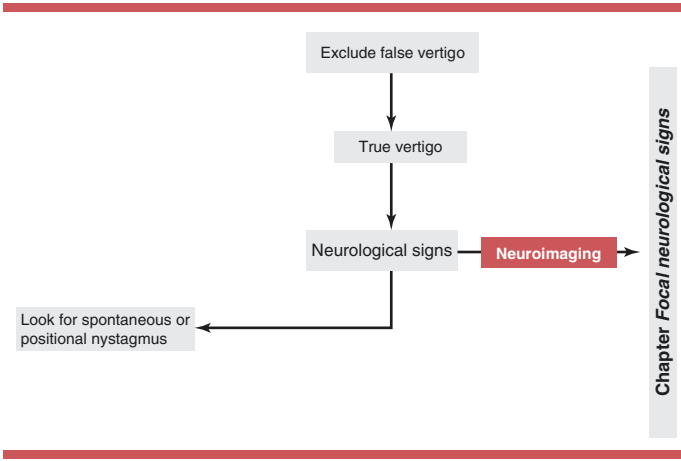 Exclude false vertigo
True vertigo
Neurological signs
Neuroimaging
Chapter Focal neurological signs
Look for spontaneous or
positional nystagmus